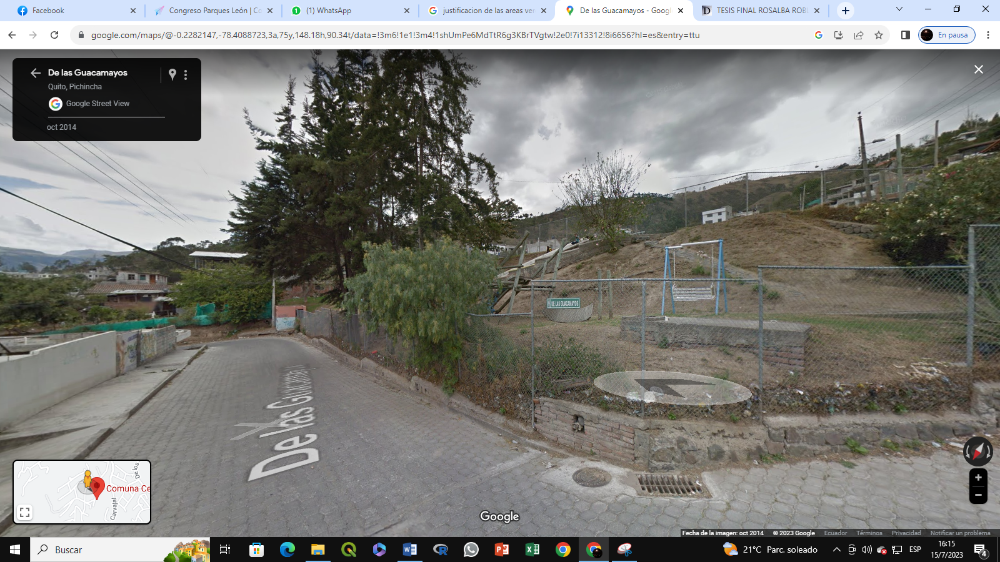 Facebook
Congreso Parques León | Co
(1) WhatsApp
justificacion de las areas ver
De las Guacamayos - Googl
TESIS FINAL ROSALBA ROBL
google.com/maps/@-0.2282147,-78.4088723,3a,75y,148.18h,90.34t/data=!3m6!1e1!3m4!1shUmPe6MdTtR6g3KBrTVgtw!2e0!7i13312!8i6656?hl=es&entry=ttu
En pausa
De las Guacamayos
Quito, Pichincha
Google Street View
oct 2014
DE LAS GUACAMAYOS
De las Guacamayos
De los
Comuna Ce
Carvajal
Google
Fecha de la imagen: oct 2014 © 2023 Google Ecuador Términos Privacidad Notificar un problema
Buscar
21°C Parc. soleado
ESP
16:15
15/7/2023
4